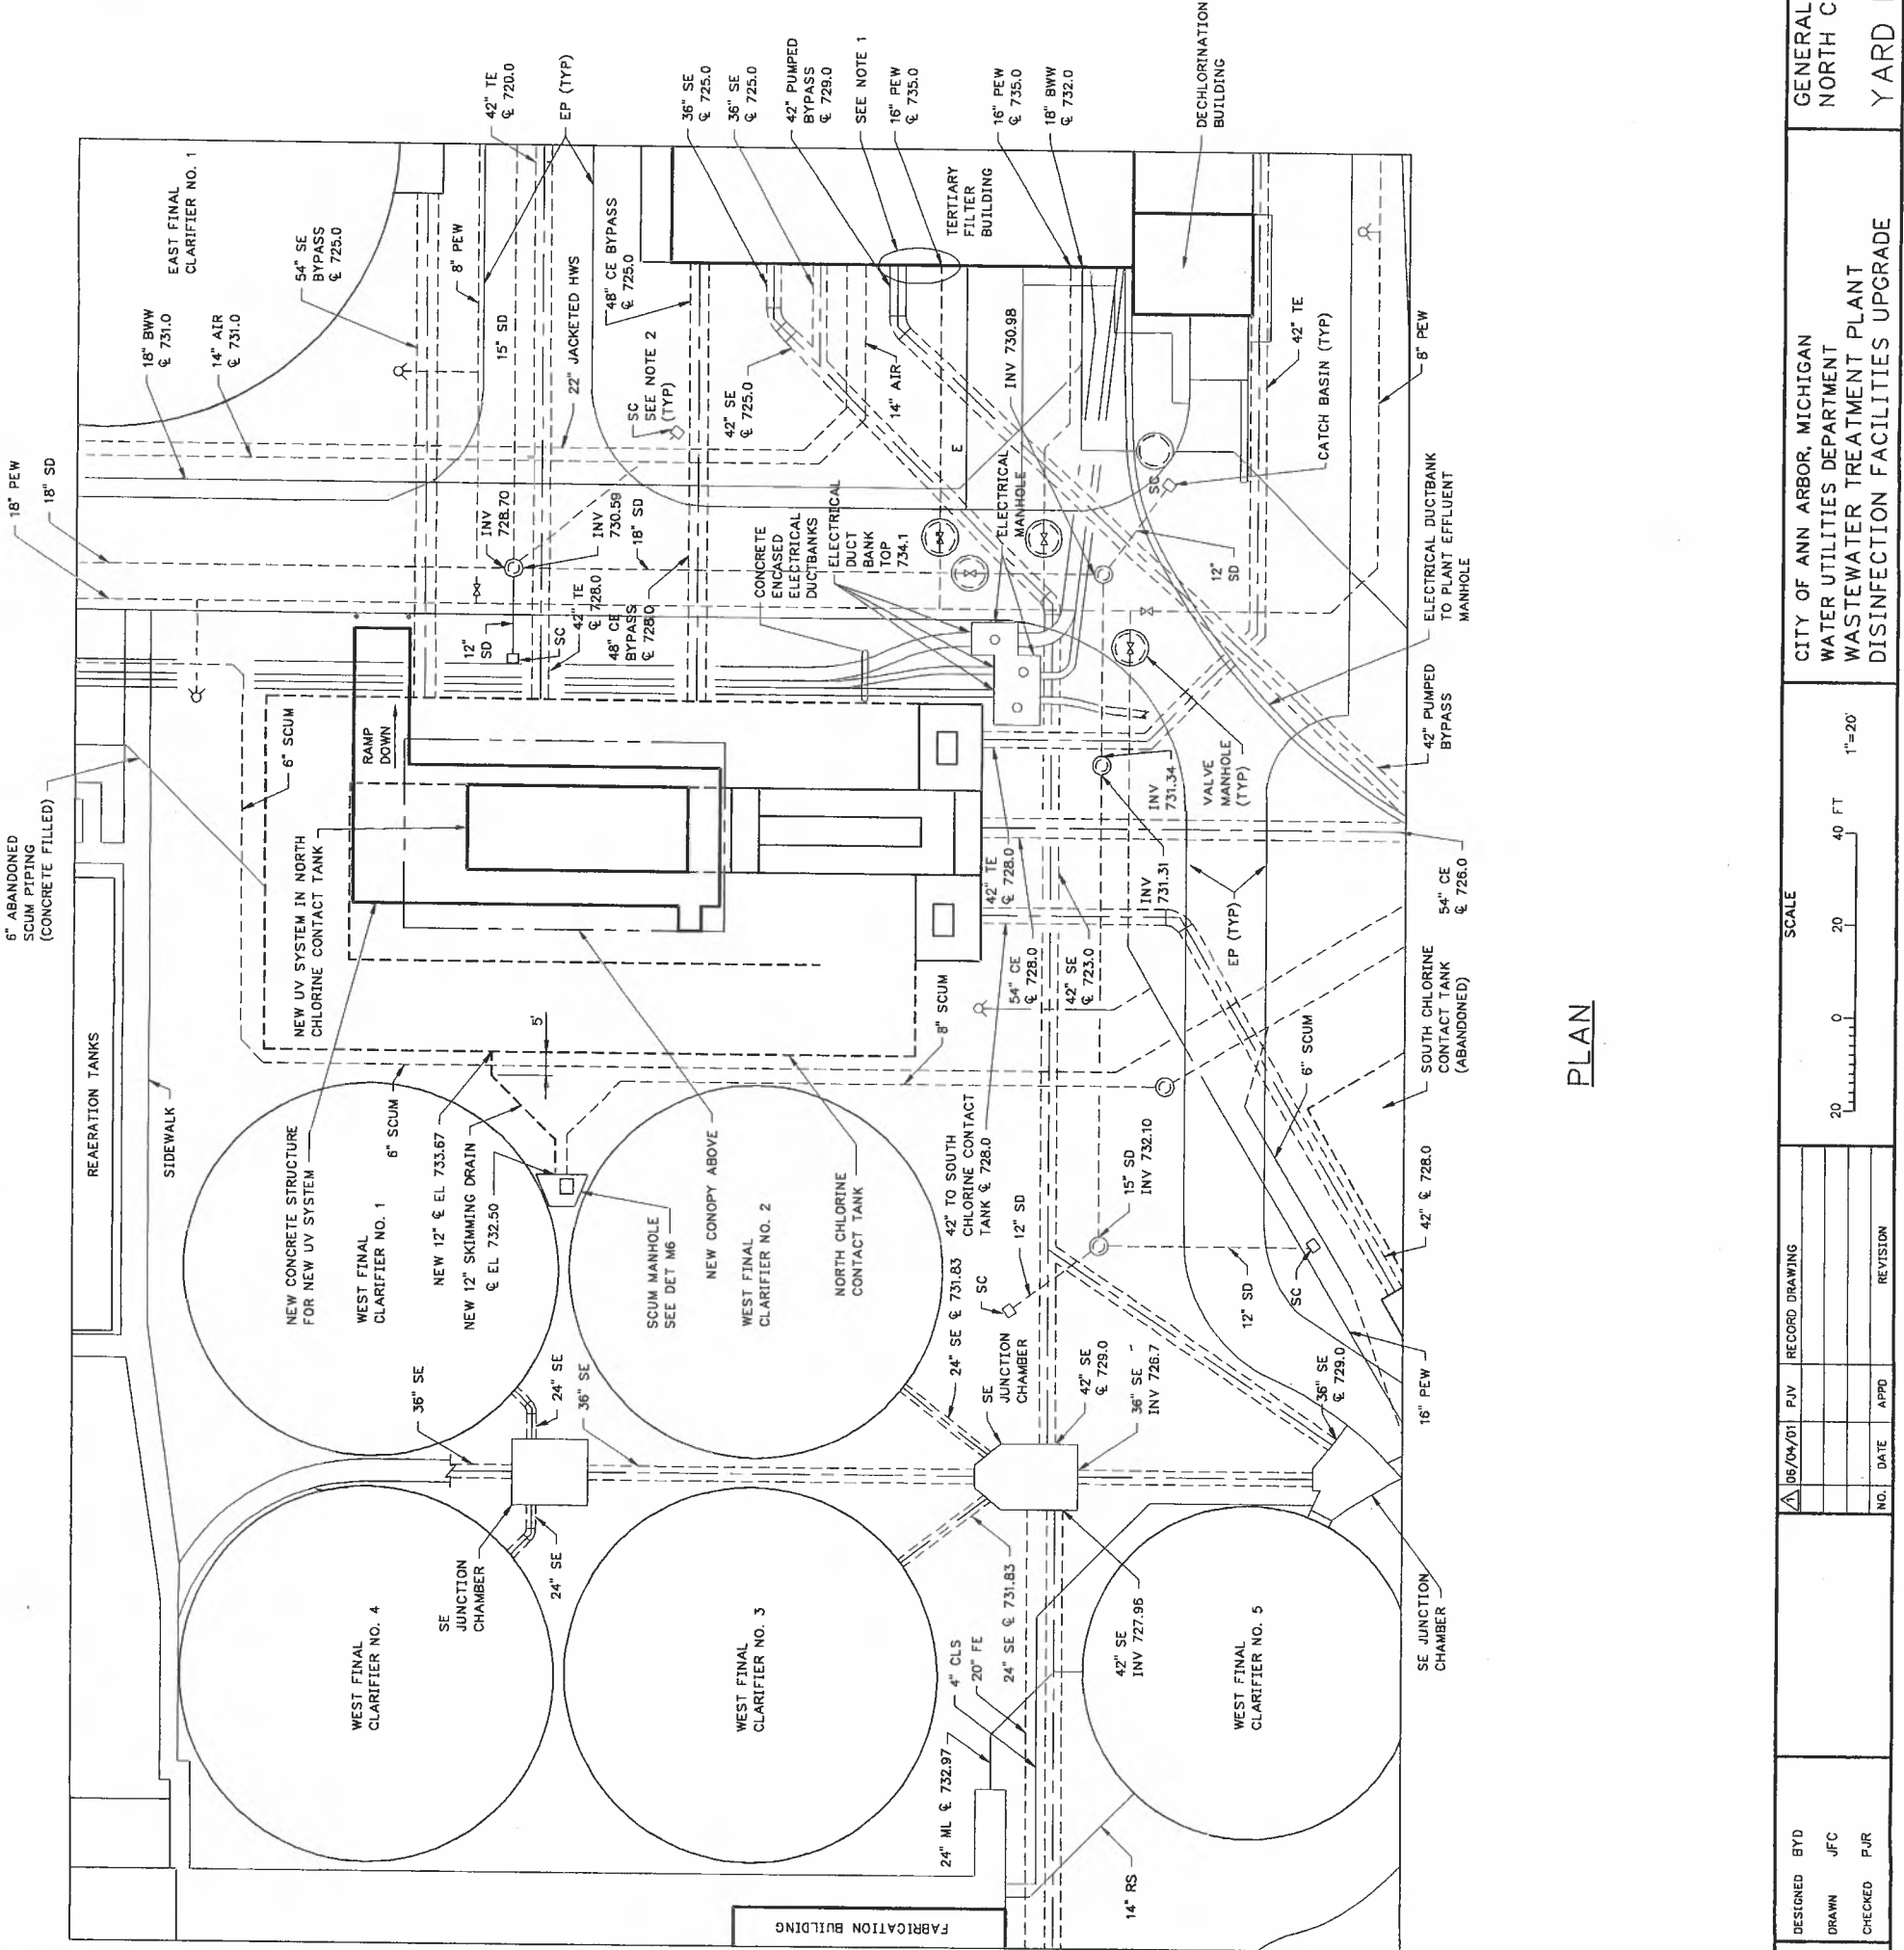 6" ABANDONED
SCUM PIPING
(CONCRETE FILLED)
18" PEW
18" SD
REAERATION TANKS
SIDEWALK
18" BWW
℄ 731.0
14" AIR
℄ 731.0
EAST FINAL
CLARIFIER NO. 1
54" SE
BYPASS
℄ 725.0
8" PEW
15" SD
42" TE
℄ 720.0
EP (TYP)
22" JACKETED HWS
48" CE BYPASS
℄ 725.0
SC
SEE NOTE 2
(TYP)
36" SE
℄ 725.0
36" SE
℄ 725.0
42" PUMPED
BYPASS
℄ 729.0
SEE NOTE 1
16" PEW
℄ 735.0
16" PEW
℄ 735.0
18" BWW
℄ 732.0
DECHLORINATION
BUILDING
TERTIARY
FILTER
BUILDING
42" SE
℄ 725.0
14" AIR
E
INV 730.98
42" TE
CATCH BASIN (TYP)
8" PEW
INV
728.70
INV
730.59
18" SD
12"
SD
SC
42" TE
℄ 728.0
48" CE
BYPASS
℄ 728.0
CONCRETE
ENCASED
ELECTRICAL
DUCTBANKS
ELECTRICAL
DUCT
BANK
TOP
734.1
ELECTRICAL
MANHOLE
SC
12"
SD
ELECTRICAL DUCTBANK
TO PLANT EFFLUENT
MANHOLE
42" PUMPED
BYPASS
6" SCUM
RAMP
DOWN
NEW UV SYSTEM IN NORTH
CHLORINE CONTACT TANK
NEW CONCRETE STRUCTURE
FOR NEW UV SYSTEM
WEST FINAL
CLARIFIER NO. 1
6" SCUM
NEW 12" ℄ EL 733.67
NEW 12" SKIMMING DRAIN
℄ EL 732.50
5'
SCUM MANHOLE
SEE DET M6
NEW CONOPY ABOVE
WEST FINAL
CLARIFIER NO. 2
NORTH CHLORINE
CONTACT TANK
8" SCUM
42" TE
℄ 728.0
54" CE
℄ 728.0
42" SE
℄ 723.0
42" TO SOUTH
CHLORINE CONTACT
TANK ℄ 728.0
INV
731.34
INV
731.31
VALVE
MANHOLE
(TYP)
EP (TYP)
54" CE
℄ 726.0
SOUTH CHLORINE
CONTACT TANK
(ABANDONED)
6" SCUM
42" ℄ 728.0
15" SD
INV 732.10
12" SD
SC
12" SD
SC
16" PEW
24" SE ℄ 731.83
SE
JUNCTION
CHAMBER
42" SE
℄ 729.0
36" SE
INV 726.7
36" SE
℄ 729.0
36" SE
24" SE
36" SE
24" SE
SE
JUNCTION
CHAMBER
WEST FINAL
CLARIFIER NO. 4
WEST FINAL
CLARIFIER NO. 3
WEST FINAL
CLARIFIER NO. 5
24" SE ℄ 731.83
20" FE
4" CLS
24" ML ℄ 732.97
42" SE
INV 727.96
SE JUNCTION
CHAMBER
14" RS
FABRICATION BUILDING
PLAN
DESIGNED BYD
DRAWN JFC
CHECKED PJR
1 06/04/01 PJV RECORD DRAWING
NO. DATE APPD REVISION
SCALE 1"=20'
20 0 20 40 FT
CITY OF ANN ARBOR, MICHIGAN
WATER UTILITIES DEPARTMENT
WASTEWATER TREATMENT PLANT
DISINFECTION FACILITIES UPGRADE
GENERAL
NORTH C
YARD